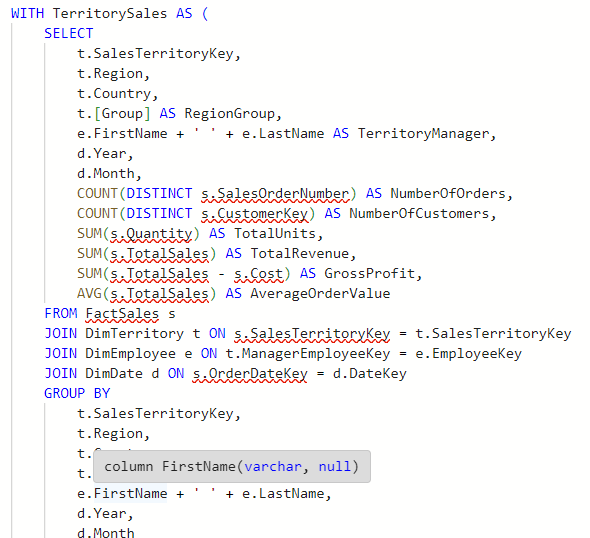 WITH TerritorySales AS (
SELECT
t.SalesTerritoryKey,
t.Region,
t.Country,
t.[Group] AS RegionGroup,
e.FirstName + ' ' + e.LastName AS TerritoryManager,
d.Year,
d.Month,
COUNT(DISTINCT s.SalesOrderNumber) AS NumberOfOrders,
COUNT(DISTINCT s.CustomerKey) AS NumberOfCustomers,
SUM(s.Quantity) AS TotalUnits,
SUM(s.TotalSales) AS TotalRevenue,
SUM(s.TotalSales - s.Cost) AS GrossProfit,
AVG(s.TotalSales) AS AverageOrderValue
FROM FactSales s
JOIN DimTerritory t ON s.SalesTerritoryKey = t.SalesTerritoryKey
JOIN DimEmployee e ON t.ManagerEmployeeKey = e.EmployeeKey
JOIN DimDate d ON s.OrderDateKey = d.DateKey
GROUP BY
t.SalesTerritoryKey,
t.Region,
t.
column FirstName(varchar, null)
t.
e.FirstName + ' ' + e.LastName,
d.Year,
d.Month